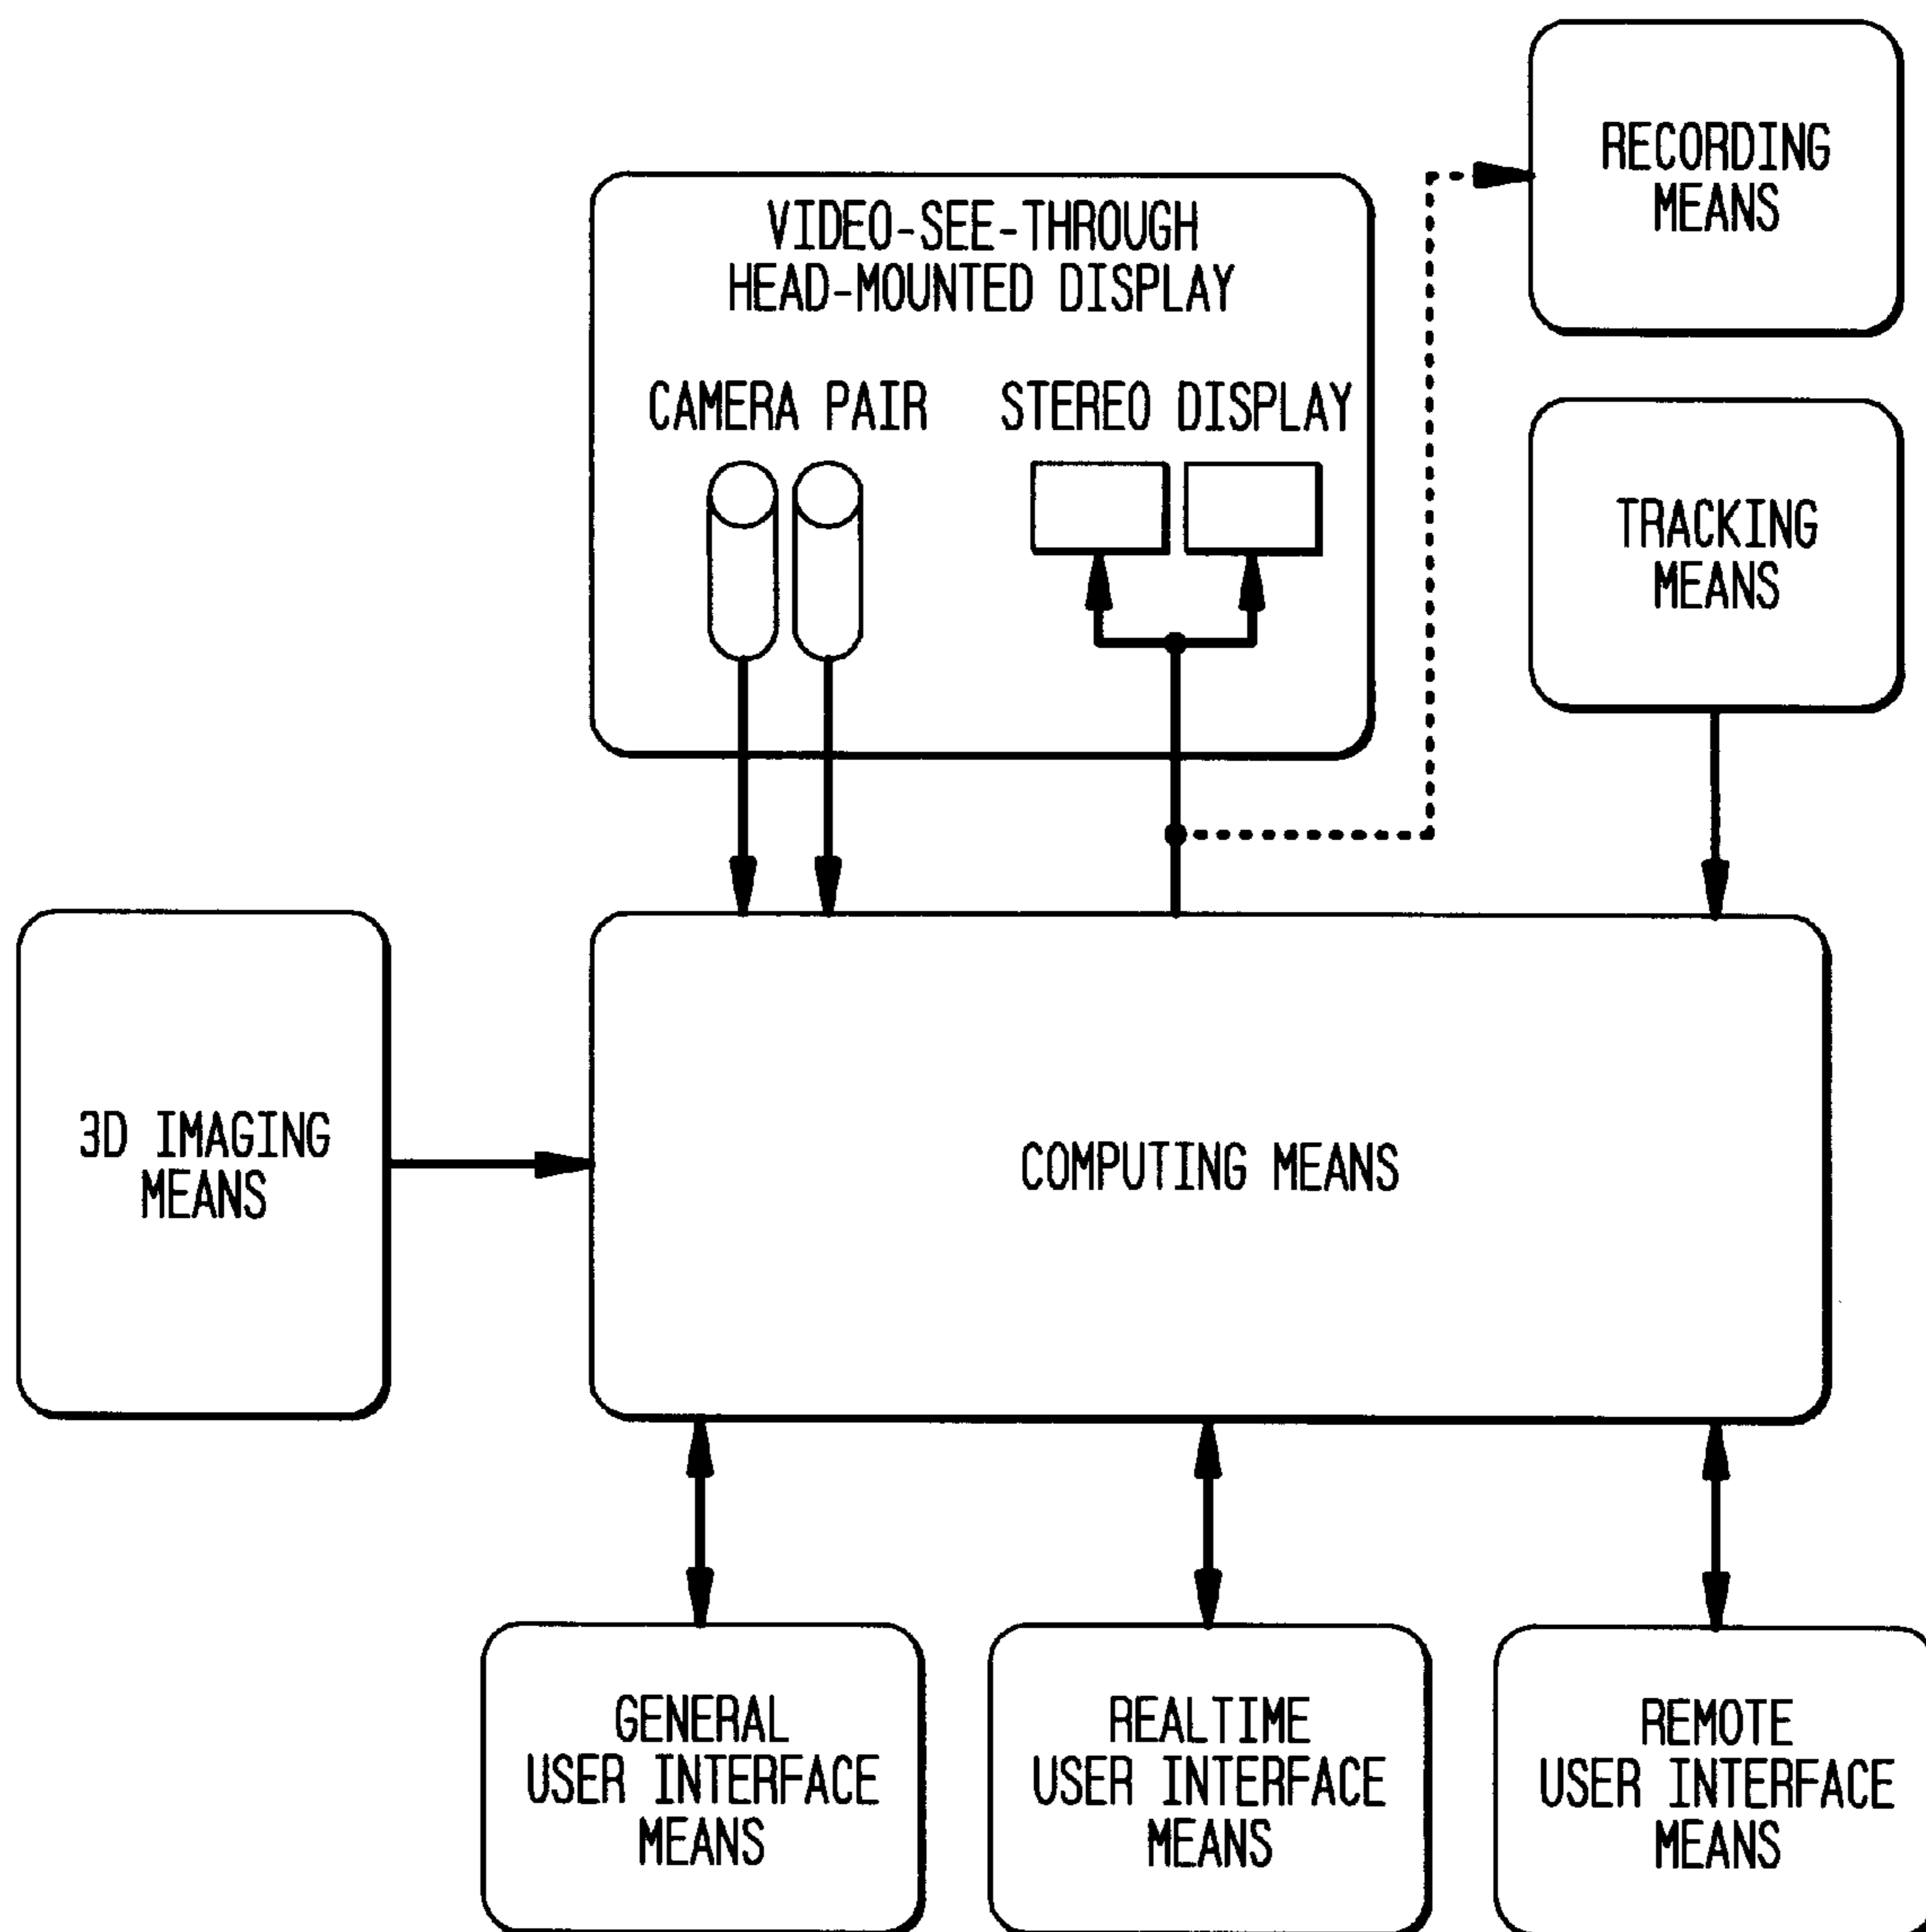 RECORDING
MEANS
VIDEO-SEE-THROUGH
HEAD-MOUNTED DISPLAY
CAMERA PAIR
STEREO DISPLAY
TRACKING
MEANS
3D IMAGING
MEANS
COMPUTING MEANS
GENERAL
USER INTERFACE
MEANS
REALTIME
USER INTERFACE
MEANS
REMOTE
USER INTERFACE
MEANS